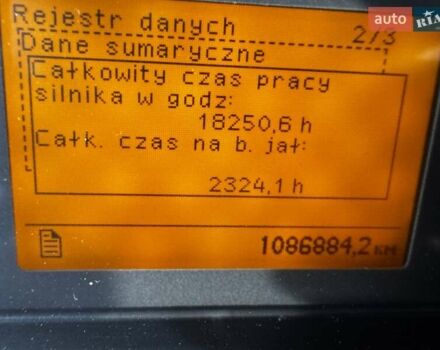 Rejestr danych 2/3
auto RIA
Dane sumaryczne
Całkowity czas pracy
silnika w godz:
18250,6 h
Całk. czas na b. jał:
2324,1 h
1086884,2 км